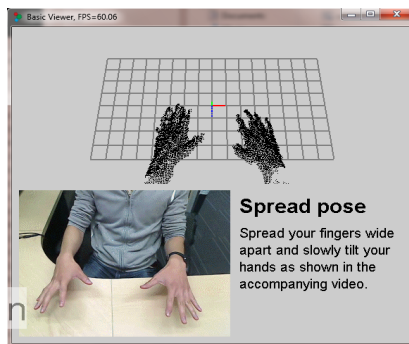 Basic Viewer, FPS=60.06
Spread pose
Spread your fingers wide
apart and slowly tilt your
hands as shown in the
accompanying video.
n